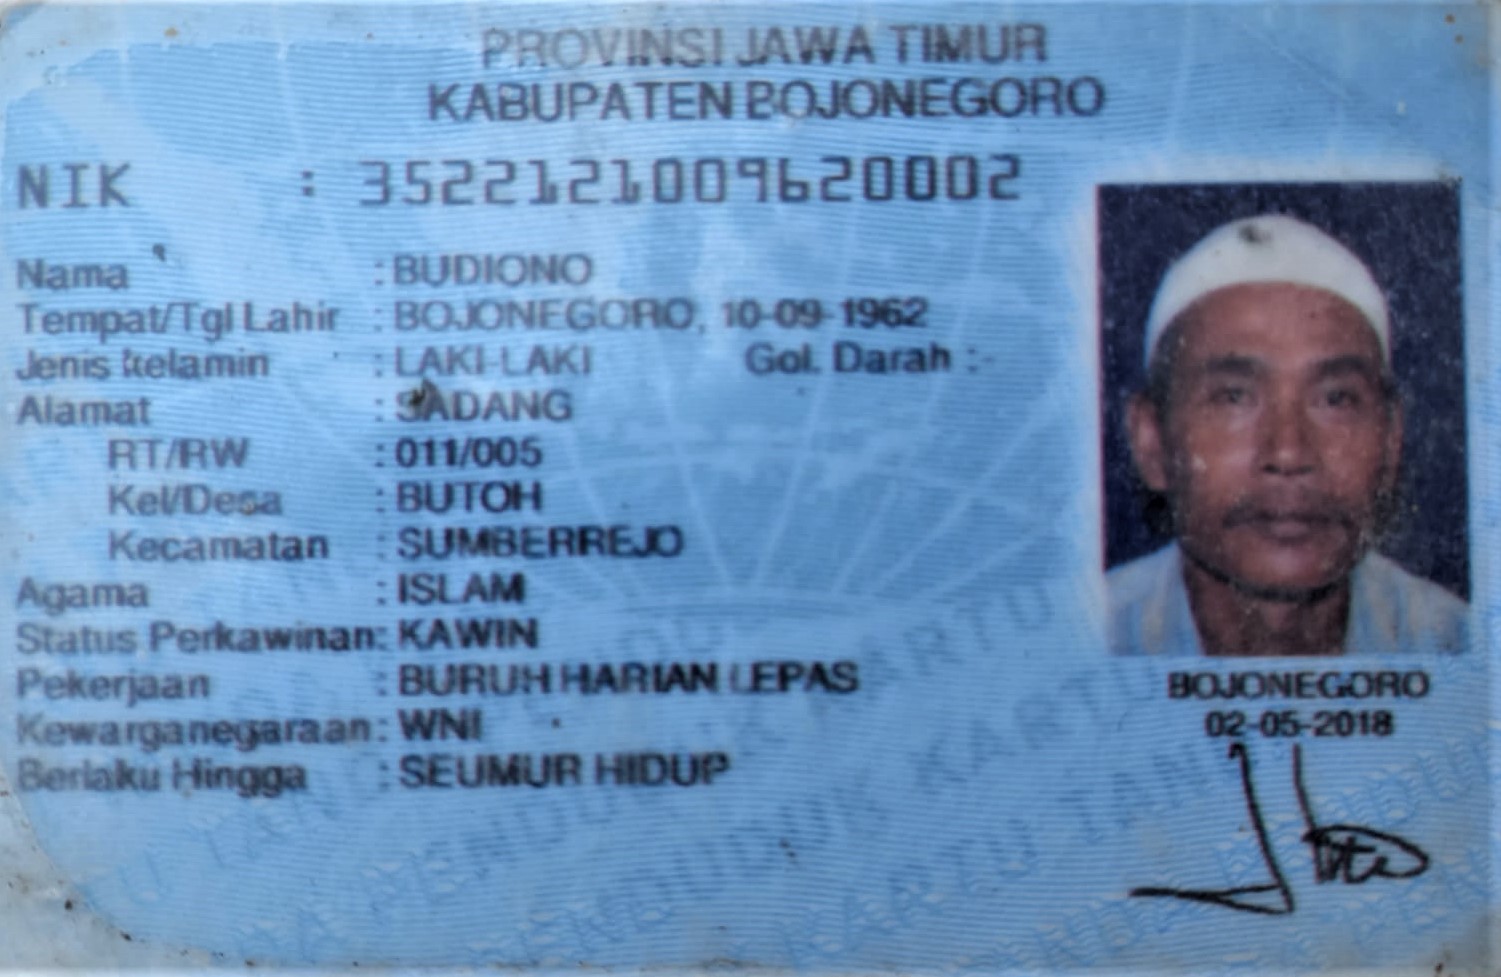 PROVINSI JAWA TIMUR
KABUPATEN BOJONEGORO
NIK : 3522121009620002
Nama : BUDIONO
Tempat/Tgl Lahir : BOJONEGORO, 10-09-1962
Jenis kelamin : LAKI-LAKI Gol. Darah : -
Alamat : SADANG
RT/RW : 011/005
Kel/Desa : BUTOH
Kecamatan : SUMBERREJO
Agama : ISLAM
Status Perkawinan: KAWIN
Pekerjaan : BURUH HARIAN LEPAS
Kewarganegaraan: WNI
Berlaku Hingga : SEUMUR HIDUP
BOJONEGORO
02-05-2018